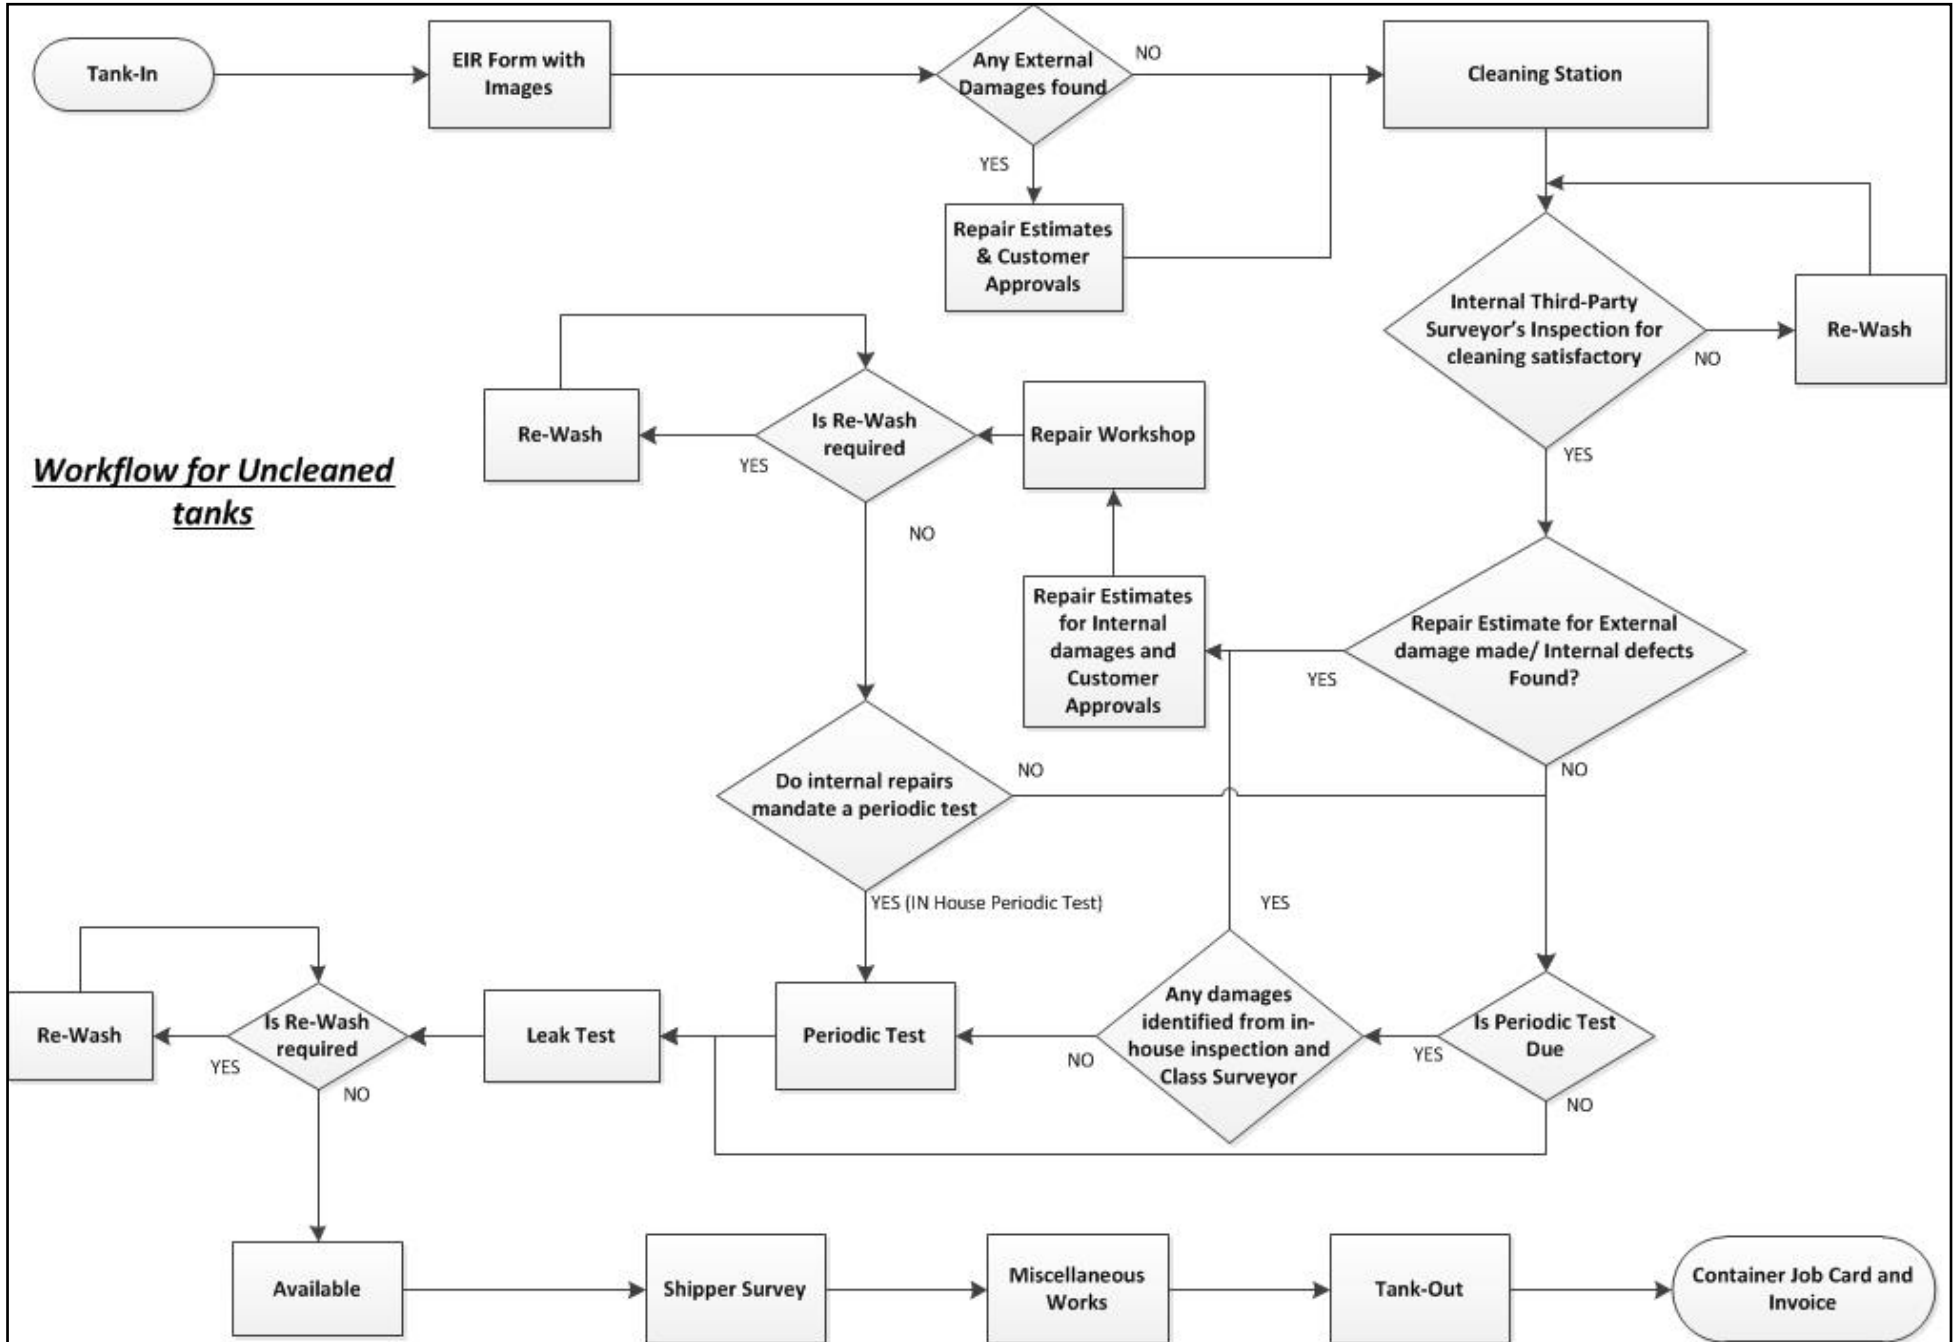 Tank-In
EIR Form with
Images
Any External
Damages found
NO
Cleaning Station
YES
Repair Estimates
& Customer
Approvals
Internal Third-Party
Surveyor's Inspection for
cleaning satisfactory
NO
Re-Wash
YES
Re-Wash
YES
Is Re-Wash
required
NO
Repair Workshop
Workflow for Uncleaned
tanks
Repair Estimates
for Internal
damages and
Customer
Approvals
YES
Repair Estimate for External
damage made/ Internal defects
Found?
NO
Do internal repairs
mandate a periodic test
NO
YES (IN House Periodic Test)
YES
Re-Wash
YES
Is Re-Wash
required
NO
Leak Test
Periodic Test
NO
Any damages
identified from in-
house inspection and
Class Surveyor
YES
Is Periodic Test
Due
NO
Available
Shipper Survey
Miscellaneous
Works
Tank-Out
Container Job Card and
Invoice